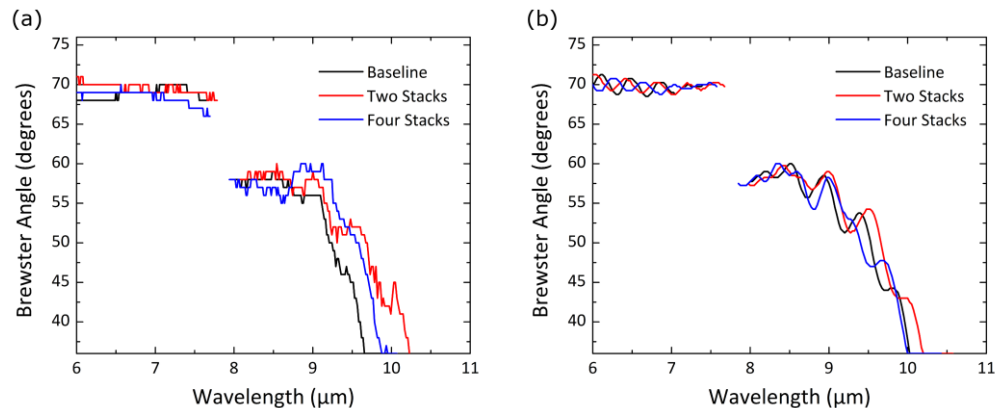 (a)
75
70
65
60
55
50
45
40
Brewster Angle (degrees)
Baseline
Two Stacks
Four Stacks
6 7 8 9 10 11
Wavelength (μm)
(b)
75
70
65
60
55
50
45
40
Brewster Angle (degrees)
Baseline
Two Stacks
Four Stacks
6 7 8 9 10 11
Wavelength (μm)